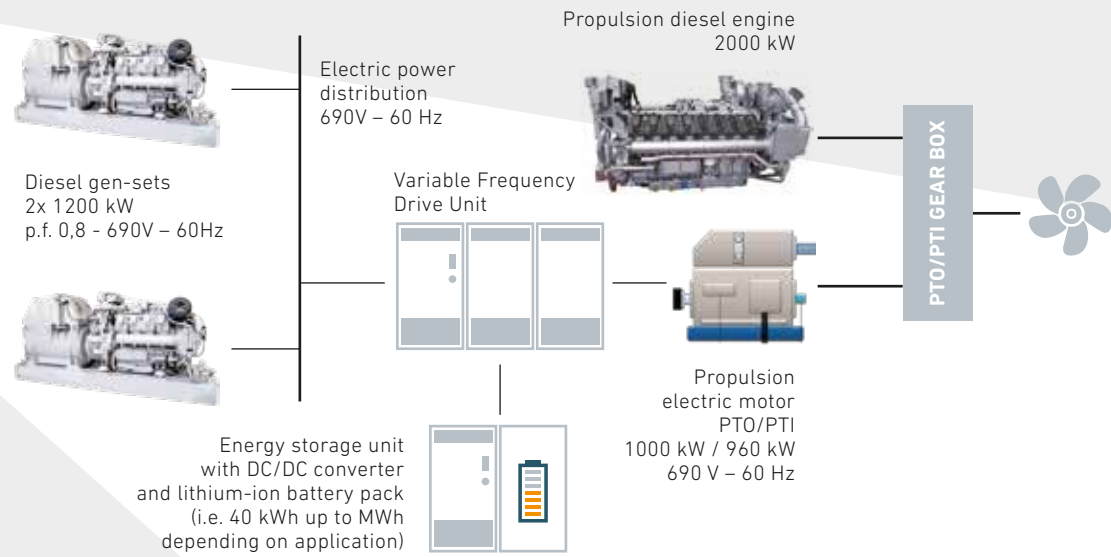 Propulsion diesel engine
2000 kW
Electric power
distribution
690V – 60 Hz
Diesel gen-sets
2x 1200 kW
p.f. 0,8 - 690V – 60Hz
Variable Frequency
Drive Unit
PTO/PTI GEAR BOX
Propulsion
electric motor
PTO/PTI
1000 kW / 960 kW
690 V – 60 Hz
Energy storage unit
with DC/DC converter
and lithium-ion battery pack
(i.e. 40 kWh up to MWh
depending on application)